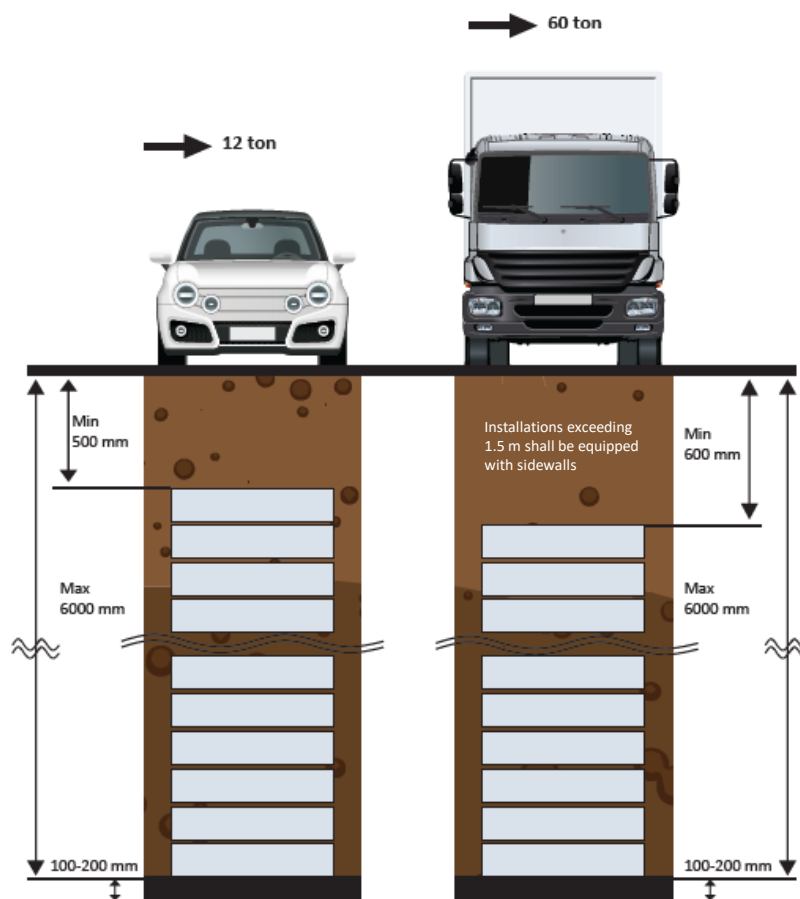 60 ton
12 ton
Min
500 mm
Installations exceeding
1.5 m shall be equipped
with sidewalls
Min
600 mm
Max
6000 mm
Max
6000 mm
100-200 mm
100-200 mm